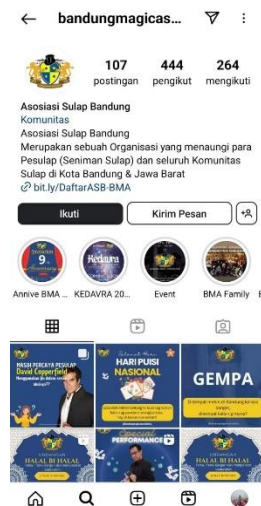 bandungmagicas...
107
444
264
postingan
pengikut
mengikuti
Asosiasi Sulap Bandung
Komunitas
Asosiasi Sulap Bandung
Merupakan sebuah Organisasi yang menaungi para
Pesulap (Seniman Sulap) dan seluruh Komunitas
Sulap di Kota Bandung & Jawa Barat
bit.ly/DaftarASB-BMA
Ikuti
Kirim Pesan
9
Kedavra
Annive BMA ...
KEDAVRA 20...
Event
BMA Family
MASIH PERCAYA PESULAP
David Copperfield
HARI PUISI
NASIONAL
GEMPA
HALAL BI HALAL
Special
PERFORMANCE
HALAL BI HALAL